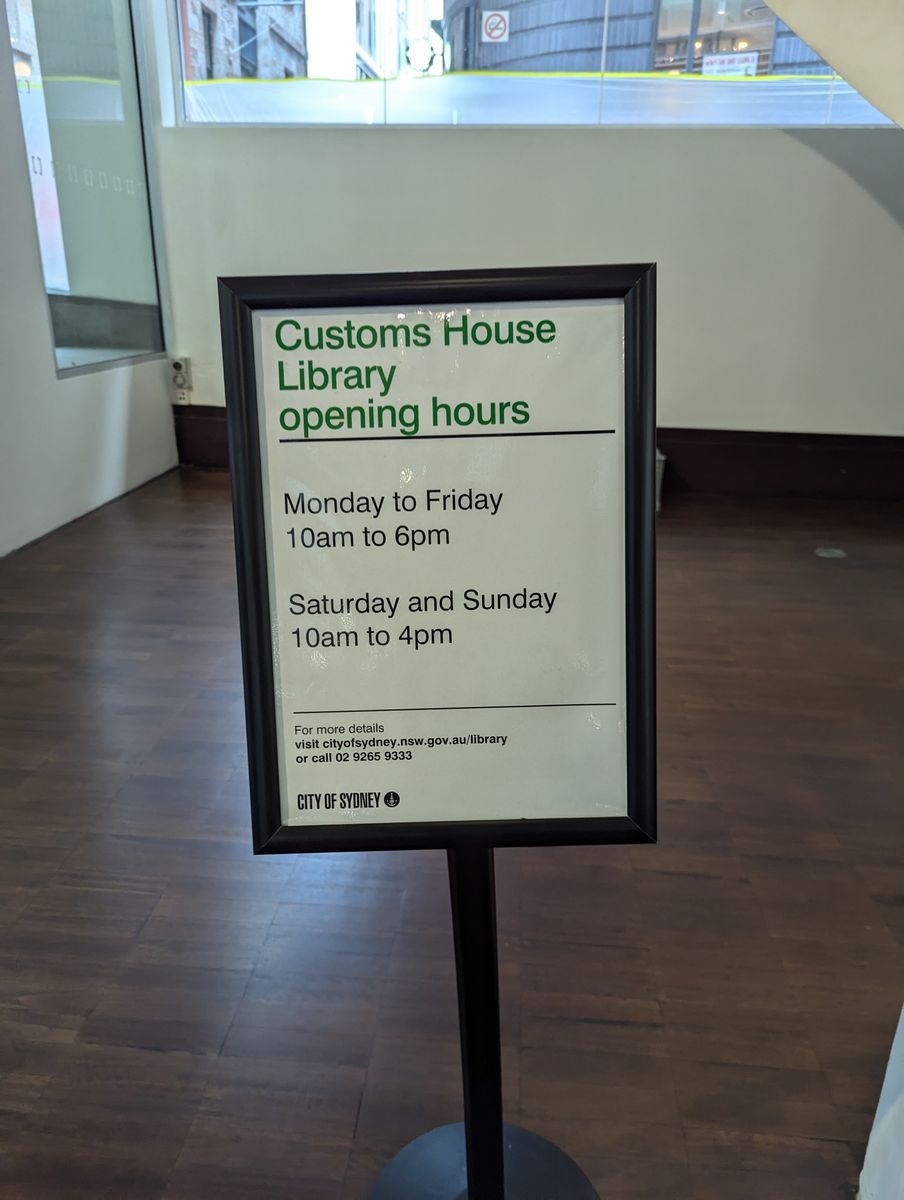 Customs House
Library
opening hours
Monday to Friday
10am to 6pm
Saturday and Sunday
10am to 4pm
For more details
visit cityofsydney.nsw.gov.au/library
or call 02 9265 9333
CITY OF SYDNEY